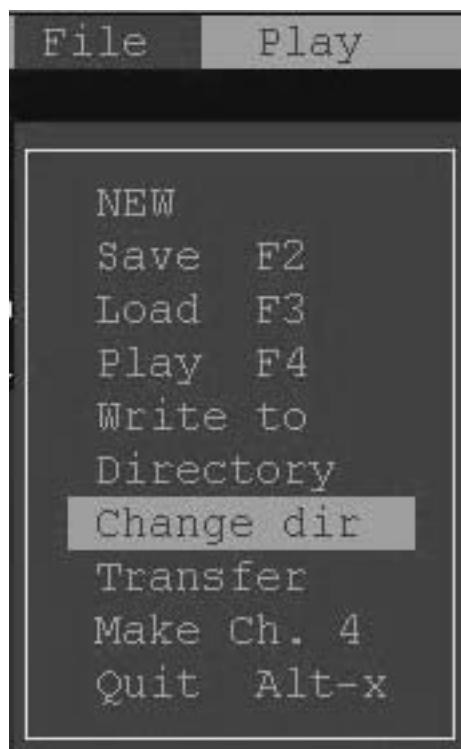 File Play
NEW
Save F2
Load F3
Play F4
Write to
Directory
Change dir
Transfer
Make Ch. 4
Quit Alt-x